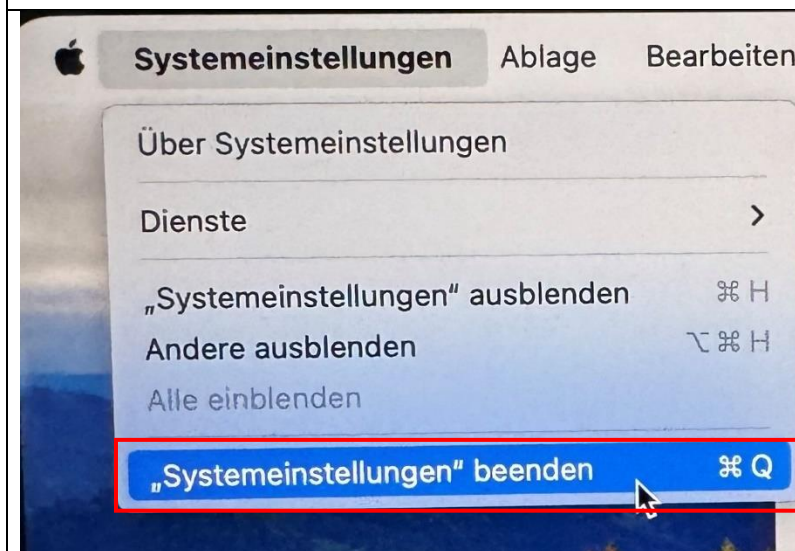 Systemeinstellungen Ablage Bearbeiten
Über Systemeinstellungen
Dienste
„Systemeinstellungen“ ausblenden ⌘ H
Andere ausblenden ⌥ ⌘ H
Alle einblenden
„Systemeinstellungen“ beenden ⌘ Q